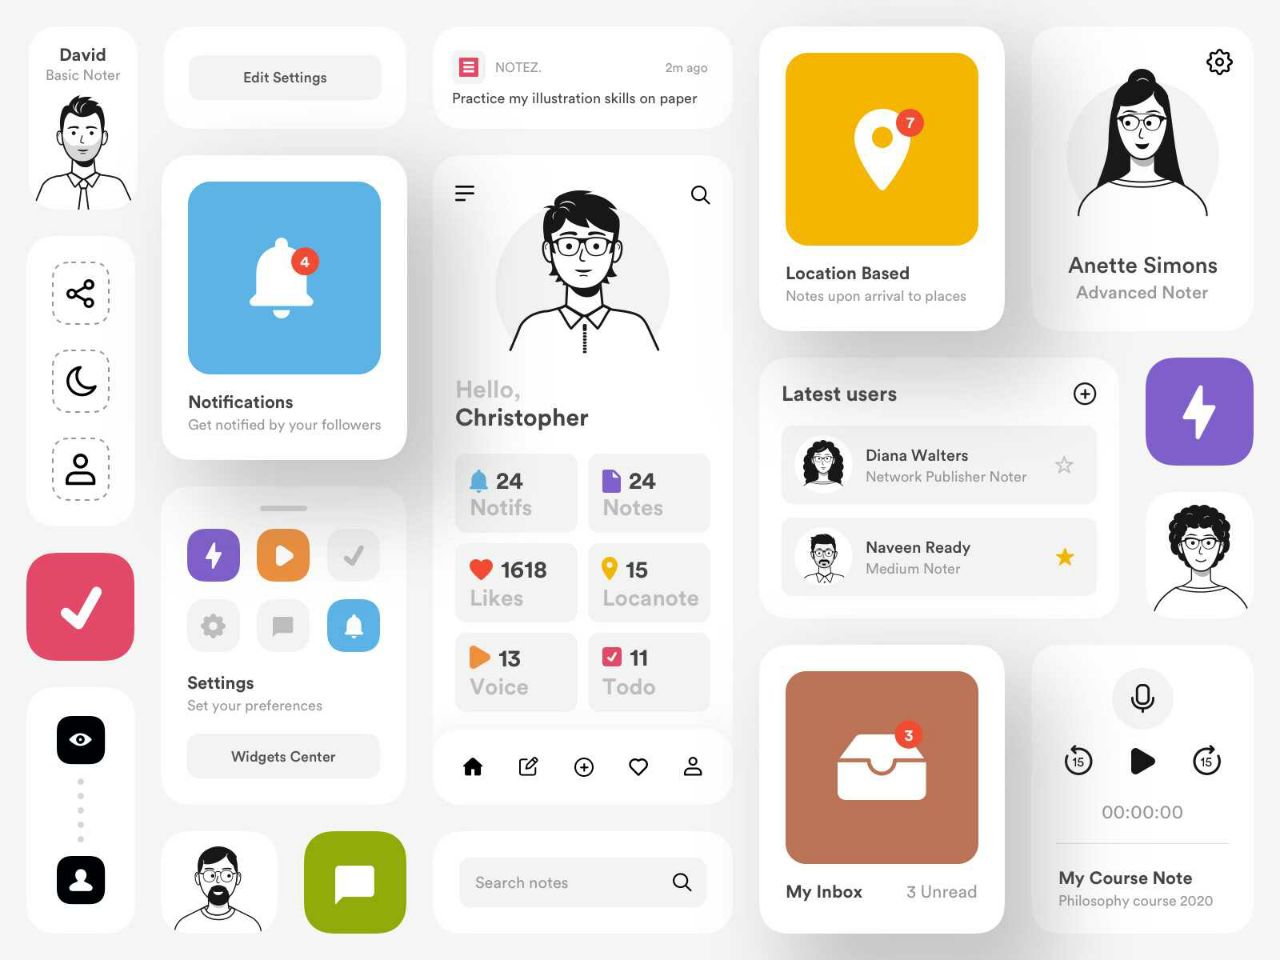 David
Basic Noter
Edit Settings
NOTEZ.
2m ago
Practice my illustration skills on paper
4
Notifications
Get notified by your followers
Hello,
Christopher
24
Notifs
24
Notes
1618
Likes
15
Locanote
13
Voice
11
Todo
Settings
Set your preferences
Widgets Center
Search notes
7
Location Based
Notes upon arrival to places
Anette Simons
Advanced Noter
Latest users
Diana Walters
Network Publisher Noter
Naveen Ready
Medium Noter
3
My Inbox
3 Unread
15
15
00:00:00
My Course Note
Philosophy course 2020